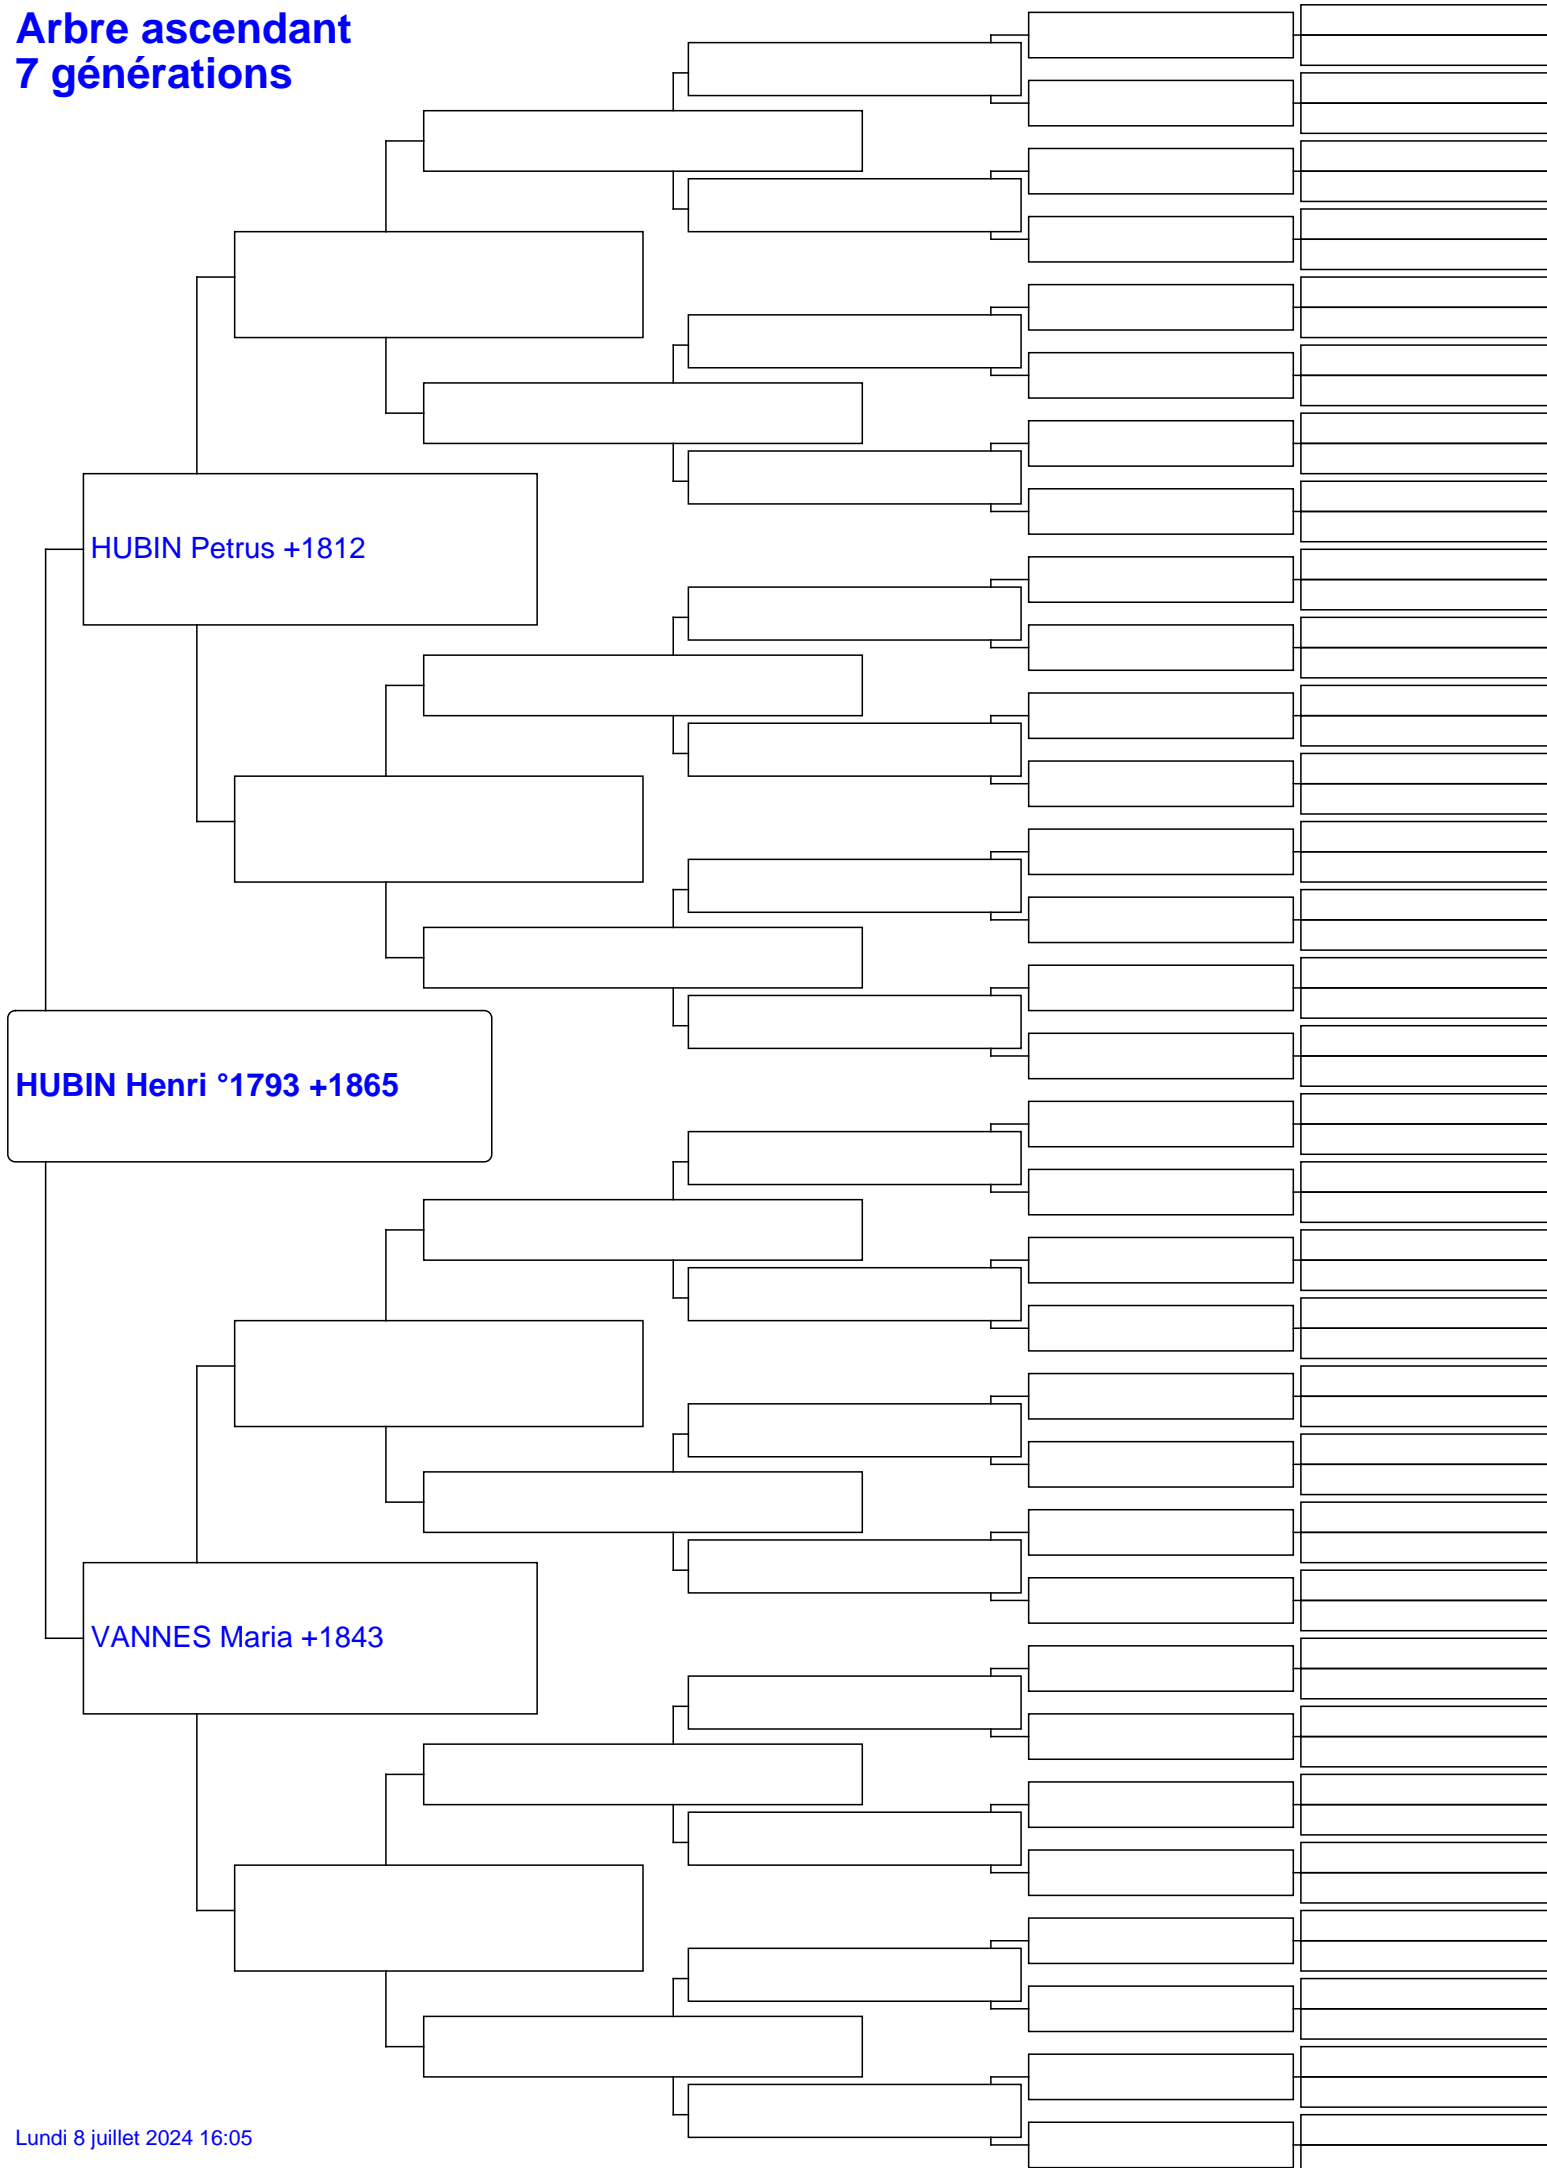 Arbre ascendant
7 générations
HUBIN Petrus +1812
HUBIN Henri °1793 +1865
VANNES Maria +1843
Lundi 8 juillet 2024 16:05